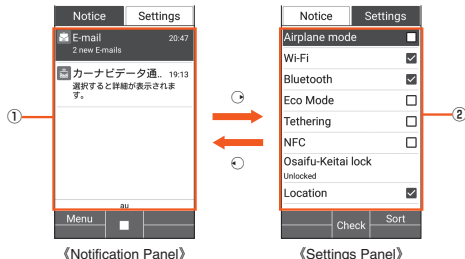 Notice
Settings
E-mail
20:47
2 new E-mails
カーナビデータ通..
19:13
選択すると詳細が表示されま
す。
au
Menu
《Notification Panel》
①
Notice
Settings
Airplane mode
Wi-Fi
Bluetooth
Eco Mode
Tethering
NFC
Osaifu-Keitai lock
Unlocked
Location
Check
Sort
②
《Settings Panel》